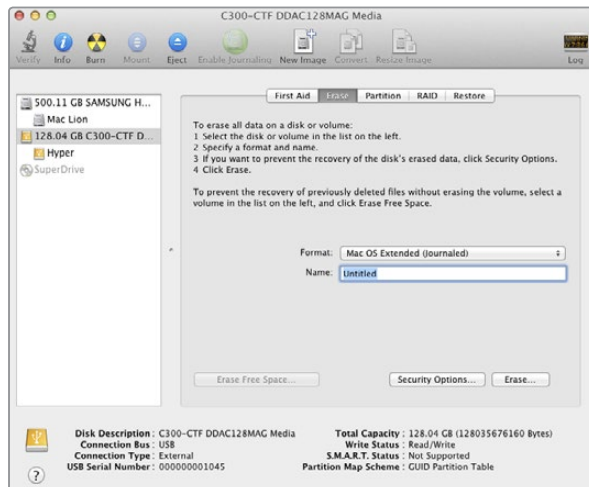 C300-CTF DDAC128MAG Media
Verify Info Burn Mount Eject Enable Journaling New Image Convert Resize Image Log
First Aid Erase Partition RAID Restore
500.11 GB SAMSUNG H...
Mac Lion
128.04 GB C300-CTF D...
Hyper
SuperDrive
To erase all data on a disk or volume:
1 Select the disk or volume in the list on the left.
2 Specify a format and name.
3 If you want to prevent the recovery of the disk's erased data, click Security Options.
4 Click Erase.
To prevent the recovery of previously deleted files without erasing the volume, select a
volume in the list on the left, and click Erase Free Space.
Format: Mac OS Extended (Journaled)
Name: Untitled
Erase Free Space... Security Options... Erase...
Disk Description : C300-CTF DDAC128MAG Media Total Capacity : 128.04 GB (128035676160 Bytes)
Connection Bus : USB Write Status : Read/Write
Connection Type : External S.M.A.R.T. Status : Not Supported
USB Serial Number : 000000001045 Partition Map Scheme : GUID Partition Table
?